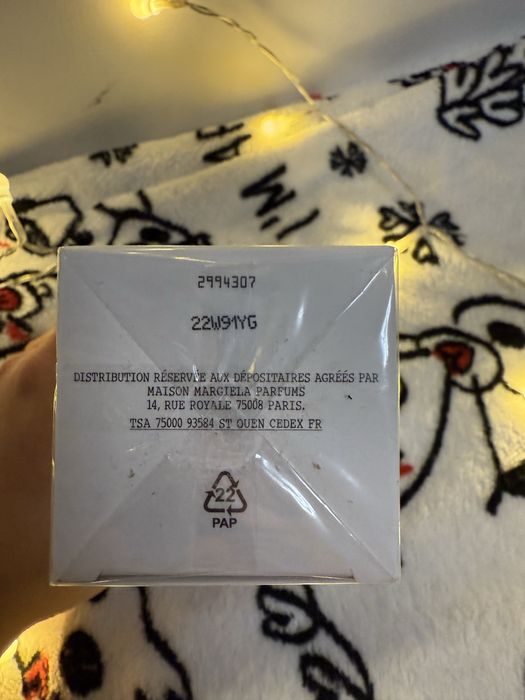 I'M
2994307
22W91YG
DISTRIBUTION RÉSERVÉE AUX DÉPOSITAIRES AGRÉÉS PAR
MAISON MARGIELA PARFUMS
14, RUE ROYALE 75008 PARIS.
TSA 75000 93584 ST OUEN CEDEX FR
22
PAP